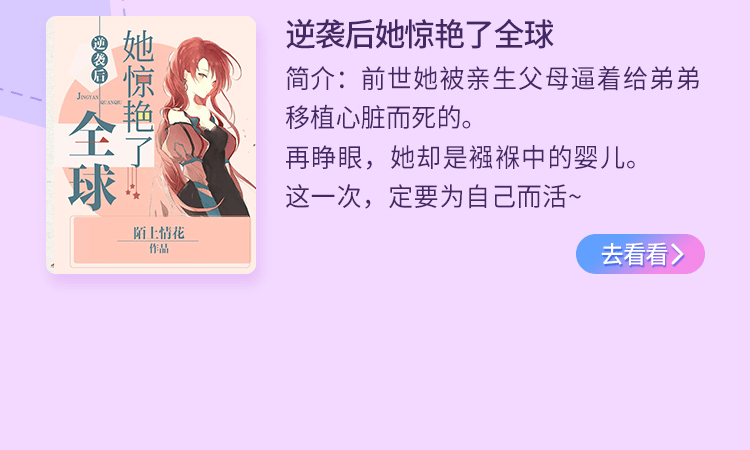 逆袭后
她惊艳了
JINGYAN QUANQIU
全球
陌上情花
作品
逆袭后她惊艳了全球
简介：前世她被亲生父母逼着给弟弟
移植心脏而死的。
再睁眼，她却是襁褓中的婴儿。
这一次，定要为自己而活~
去看看